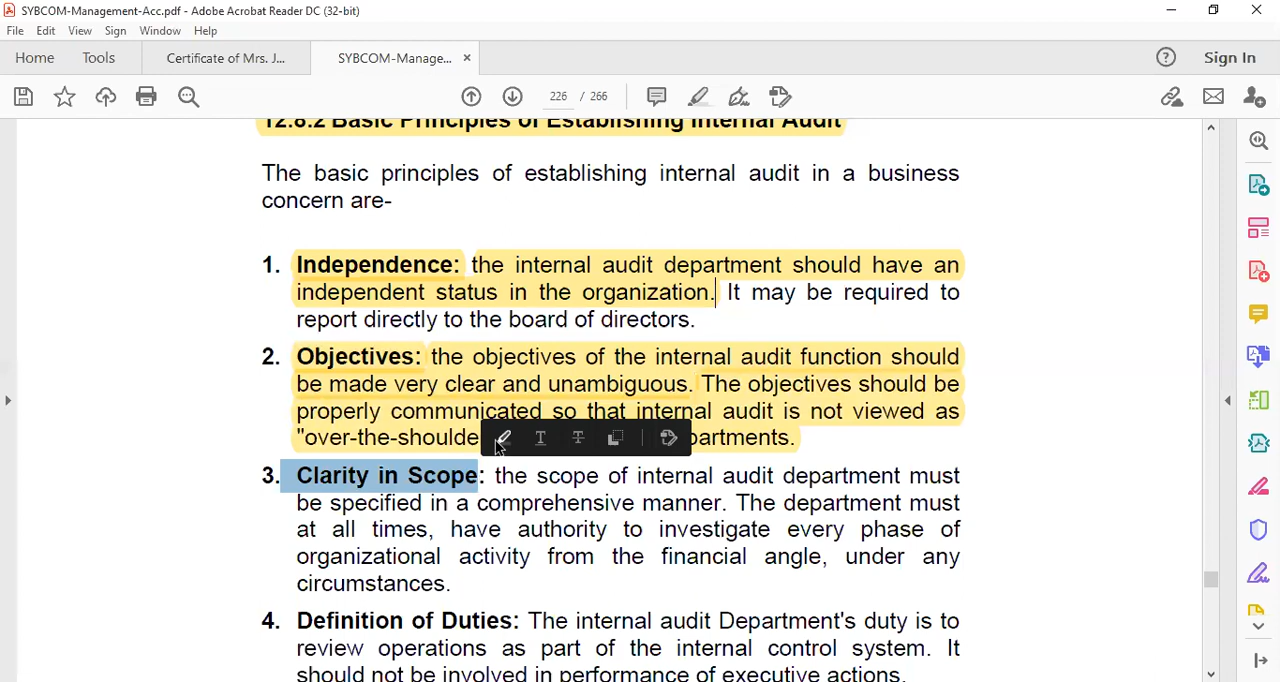 SYBCOM-Management-Acc.pdf - Adobe Acrobat Reader DC (32-bit)
File Edit View Sign Window Help
Home Tools Certificate of Mrs. J... SYBCOM-Manage... × Sign In
226 / 266
12.8.2 Basic Principles of Establishing Internal Audit
The basic principles of establishing internal audit in a business
concern are-
1. Independence: the internal audit department should have an
independent status in the organization. It may be required to
report directly to the board of directors.
2. Objectives: the objectives of the internal audit function should
be made very clear and unambiguous. The objectives should be
properly communicated so that internal audit is not viewed as
"over-the-shoulde partments.
3. Clarity in Scope: the scope of internal audit department must
be specified in a comprehensive manner. The department must
at all times, have authority to investigate every phase of
organizational activity from the financial angle, under any
circumstances.
4. Definition of Duties: The internal audit Department's duty is to
review operations as part of the internal control system. It
should not be involved in performance of executive actions.